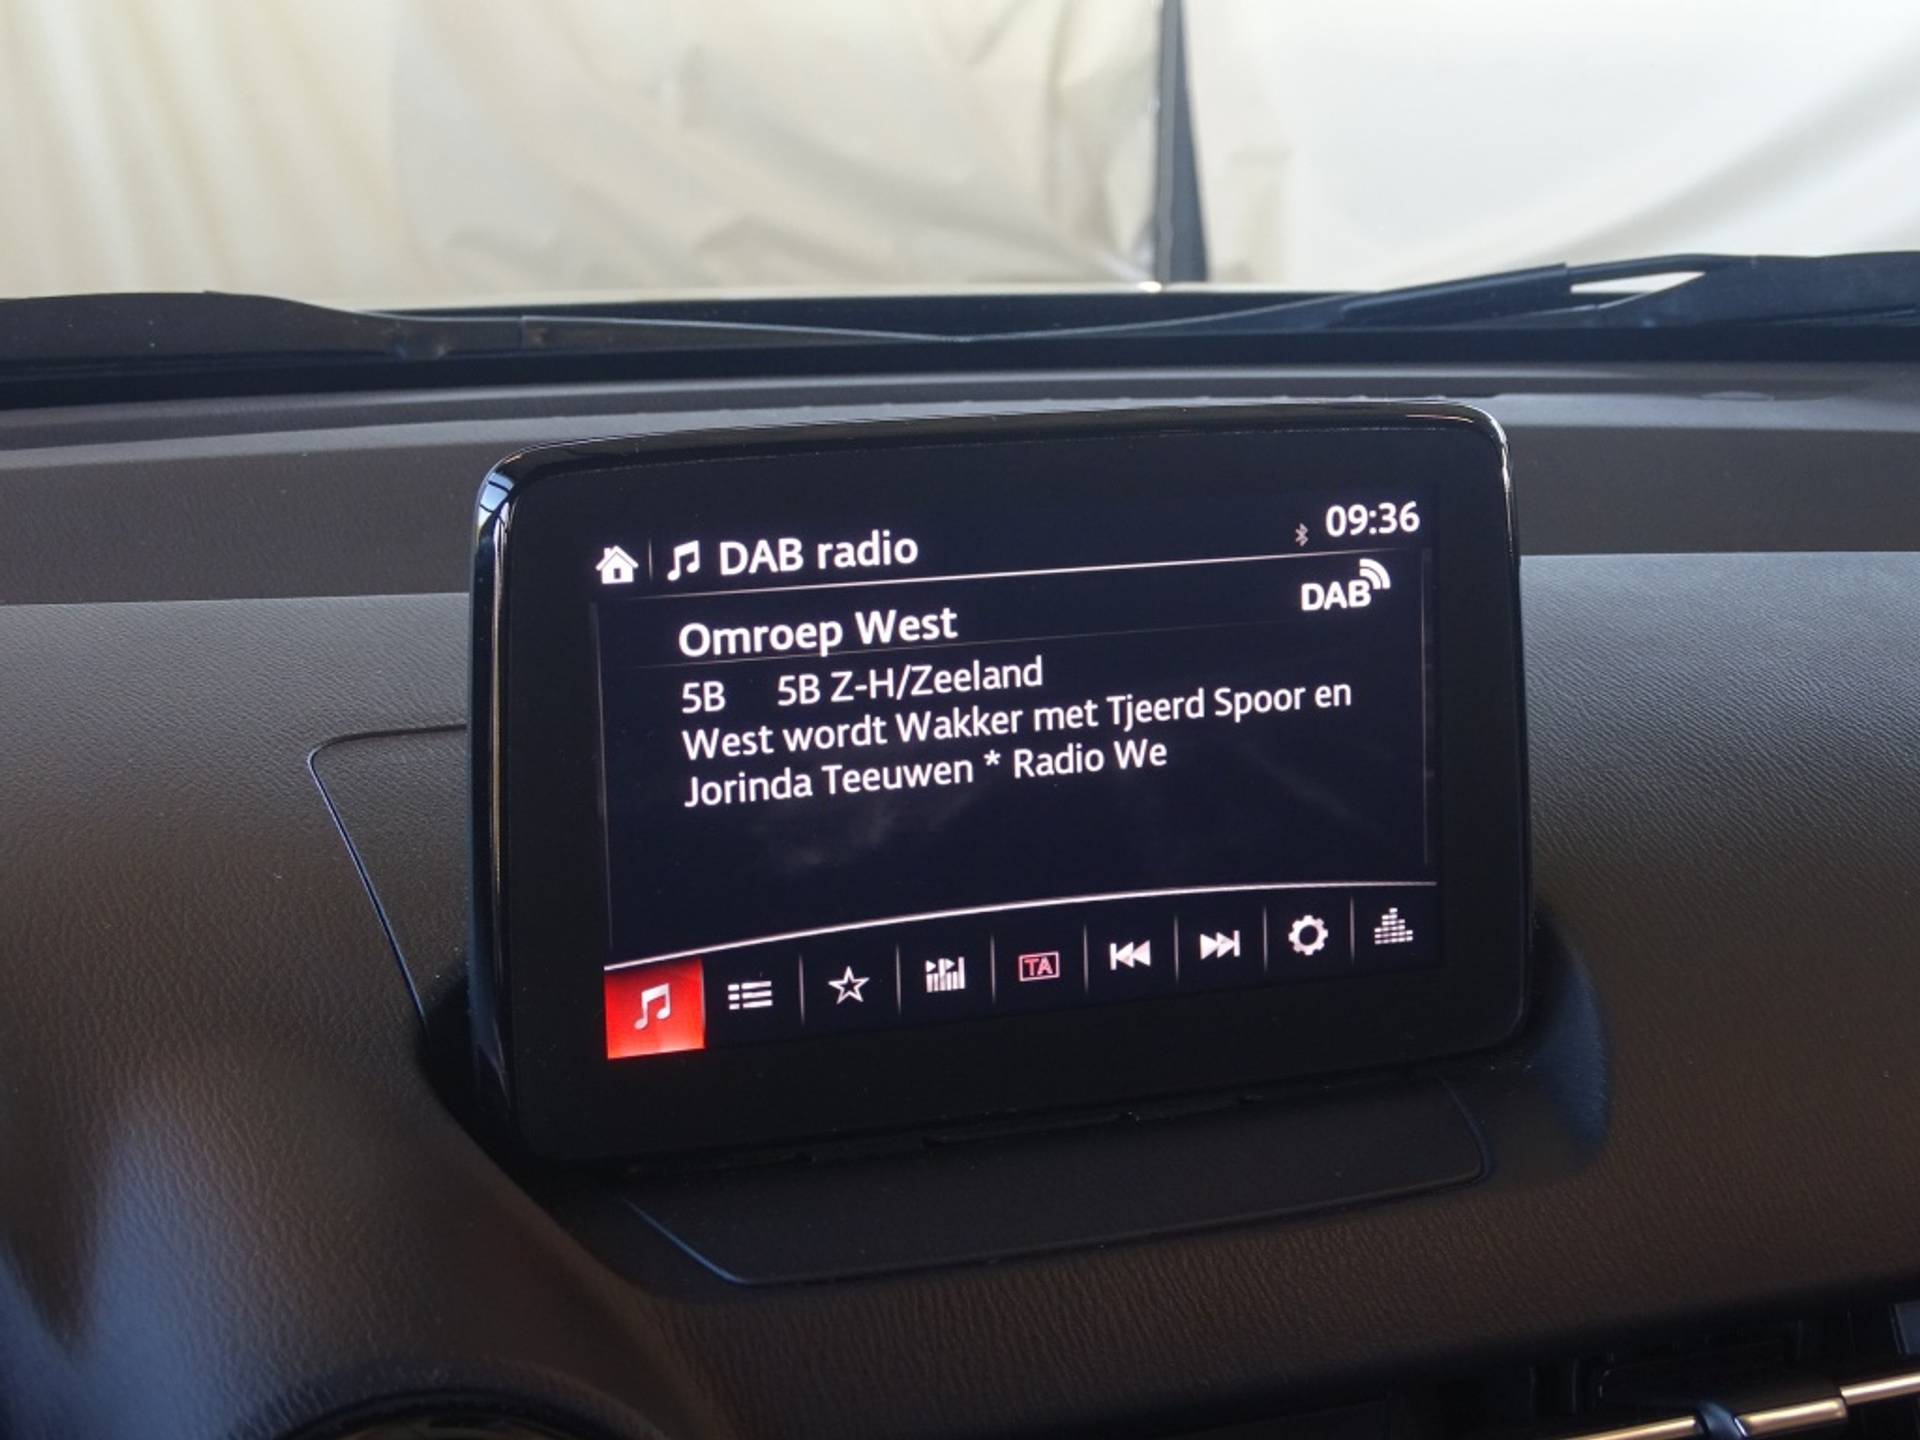 DAB radio
09:36
DAB
Omroep West
5B 5B Z-H/Zeeland
West wordt Wakker met Tjeerd Spoor en
Jorinda Teeuwen * Radio We
TA